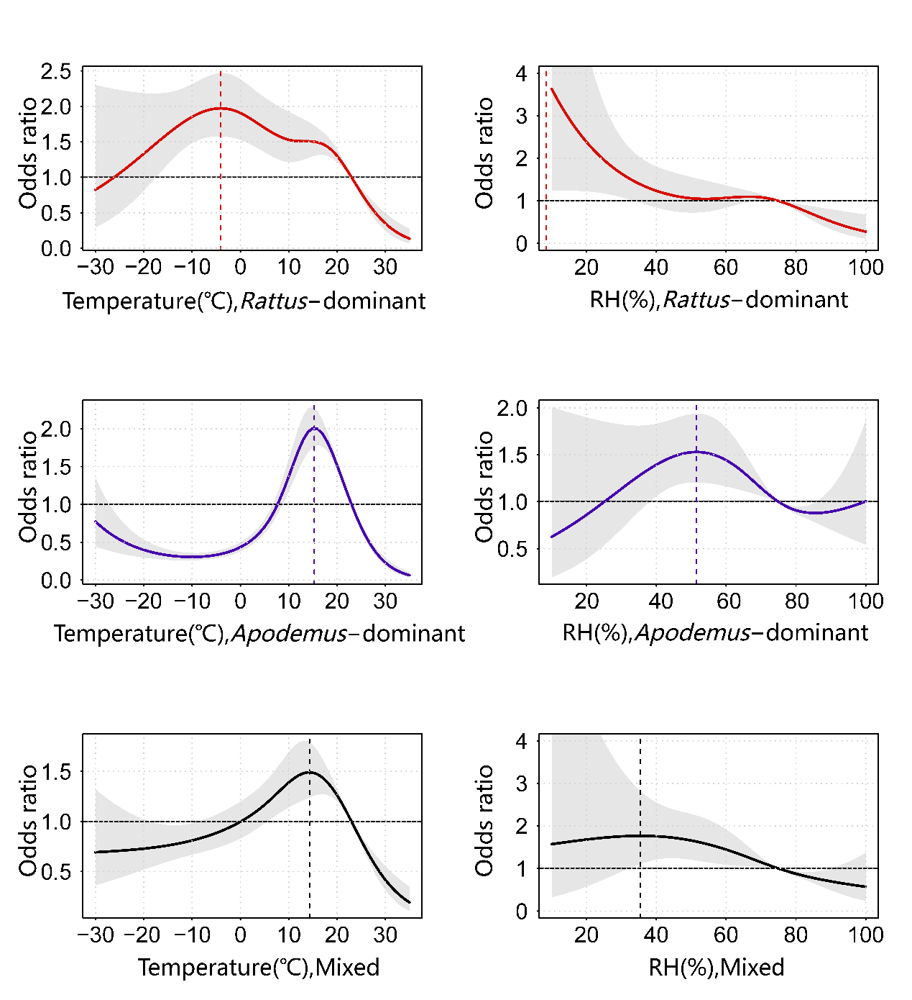 Odds ratio
2.5
2.0
1.5
1.0
0.5
0.0
−30 −20 −10 0 10 20 30
Temperature(℃),Rattus−dominant
Odds ratio
4
3
2
1
0
20 40 60 80 100
RH(%),Rattus−dominant
Odds ratio
2.0
1.5
1.0
0.5
0.0
−30 −20 −10 0 10 20 30
Temperature(℃),Apodemus−dominant
Odds ratio
2.0
1.5
1.0
0.5
20 40 60 80 100
RH(%),Apodemus−dominant
Odds ratio
1.5
1.0
0.5
−30 −20 −10 0 10 20 30
Temperature(℃),Mixed
Odds ratio
4
3
2
1
0
20 40 60 80 100
RH(%),Mixed